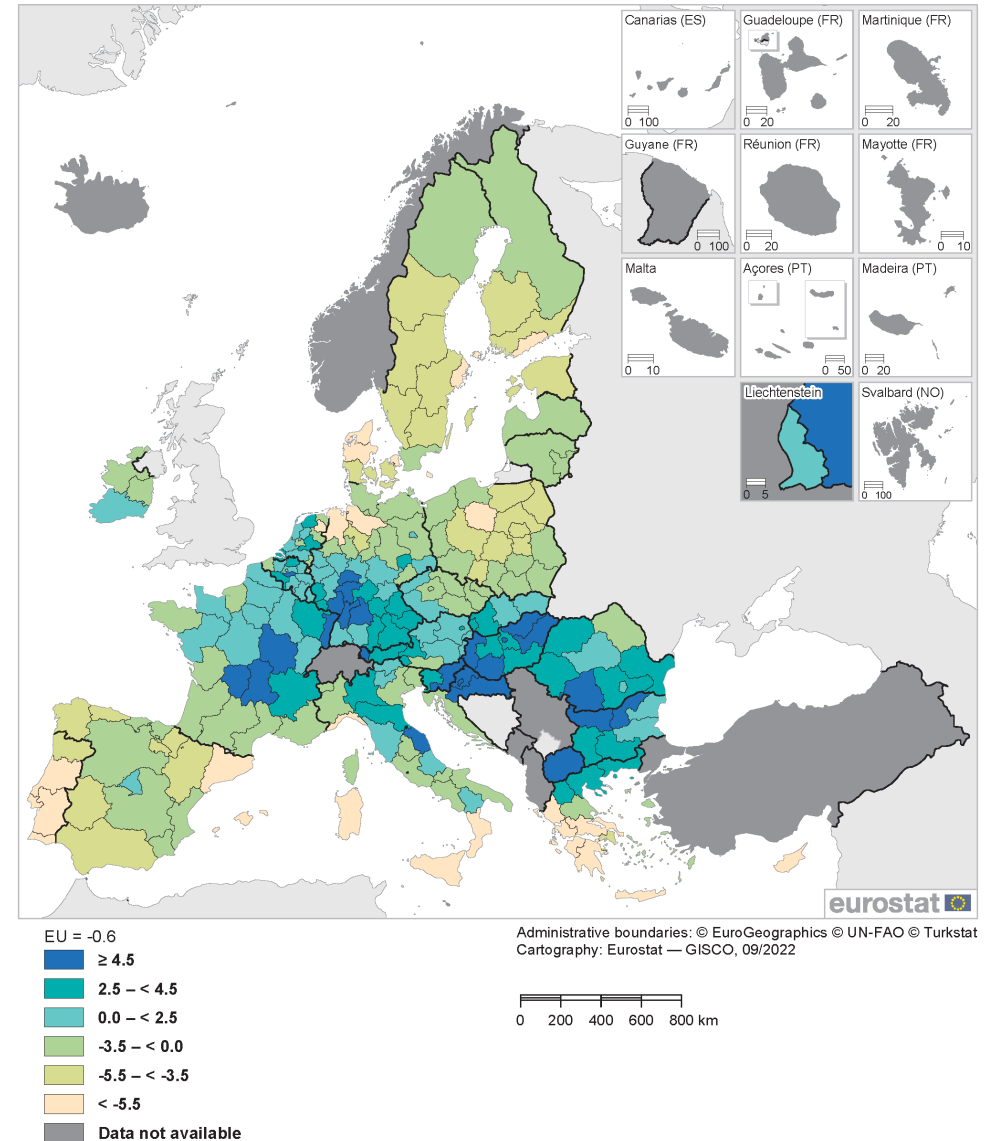 Canarias (ES)
0 100
Guadeloupe (FR)
0 20
Martinique (FR)
0 20
Guyane (FR)
0 100
Réunion (FR)
0 20
Mayotte (FR)
0 10
Malta
0 10
Açores (PT)
0 50
Madeira (PT)
0 20
Liechtenstein
0 5
Svalbard (NO)
0 100
eurostat
EU = -0.6
≥ 4.5
2.5 – < 4.5
0.0 – < 2.5
-3.5 – < 0.0
-5.5 – < -3.5
< -5.5
Data not available
Administrative boundaries: © EuroGeographics © UN-FAO © Turkstat
Cartography: Eurostat — GISCO, 09/2022
0 200 400 600 800 km